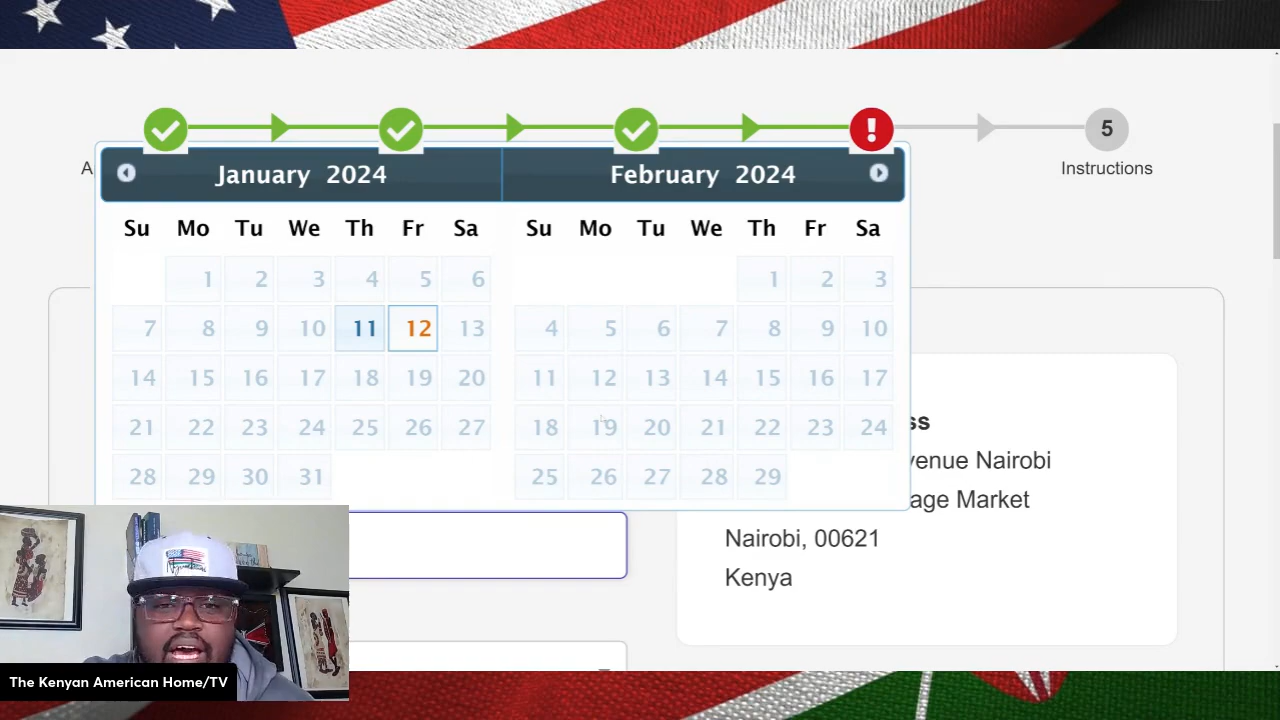 5
A
Instructions
January 2024
February 2024
Su Mo Tu We Th Fr Sa
1 2 3 4 5 6
7 8 9 10 11 12 13
14 15 16 17 18 19 20
21 22 23 24 25 26 27
28 29 30 31
Su Mo Tu We Th Fr Sa
1 2 3
4 5 6 7 8 9 10
11 12 13 14 15 16 17
18 19 20 21 22 23 24
25 26 27 28 29
ss
venue Nairobi
age Market
Nairobi, 00621
Kenya
The Kenyan American Home/TV